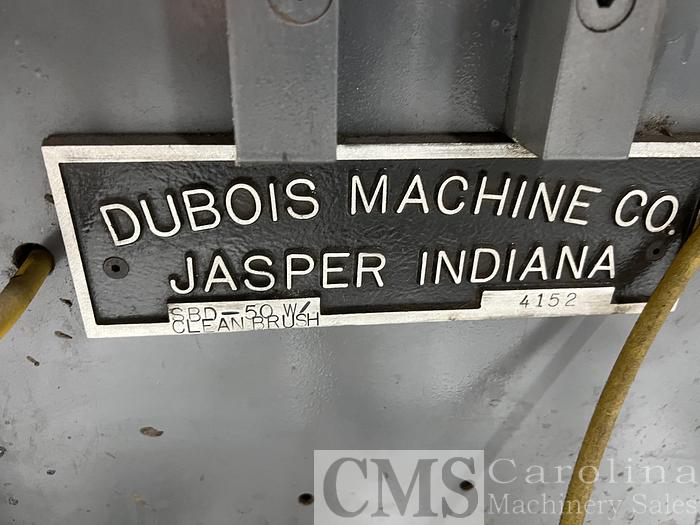 DUBOIS MACHINE CO.
JASPER INDIANA
SBD-50 W/
CLEAN BRUSH
4152
CMS Carolina
Machinery Sales